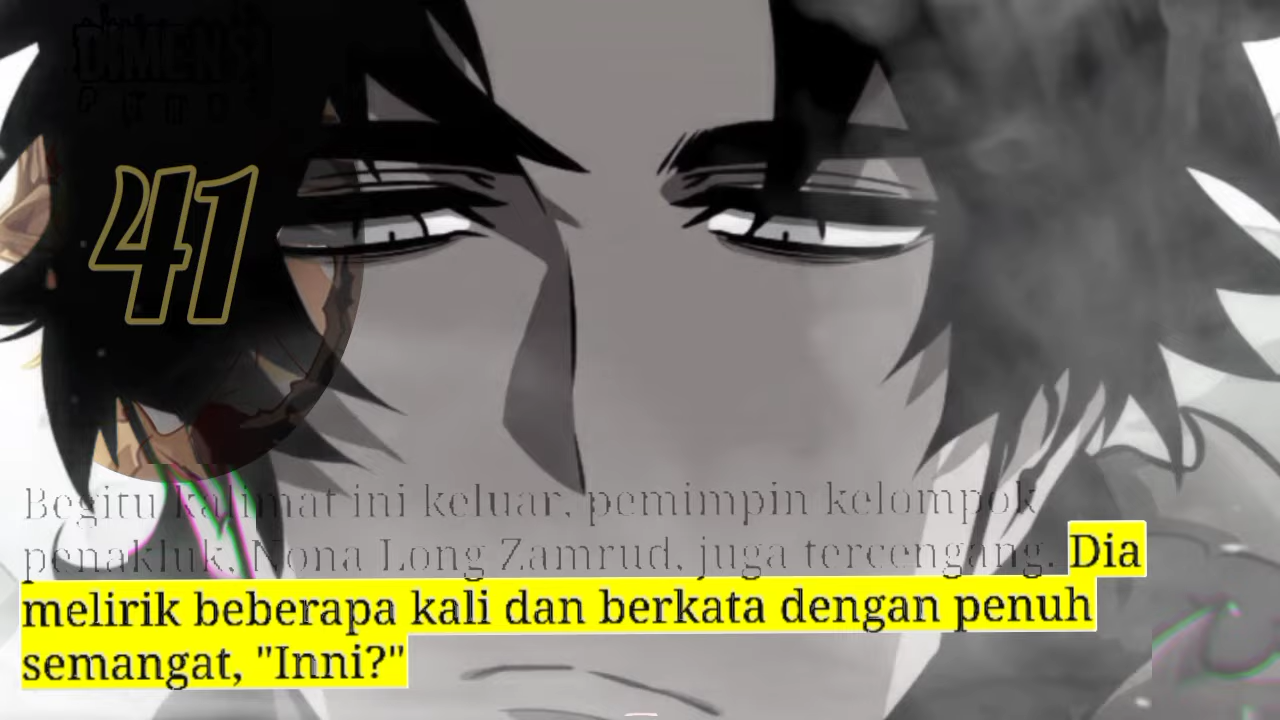 DIMENSI
41
Begitu kalimat ini keluar, pemimpin kelompok
penakluk, Nona Long Zamrud, juga tercengang. Dia
melirik beberapa kali dan berkata dengan penuh
semangat, "Inni?"